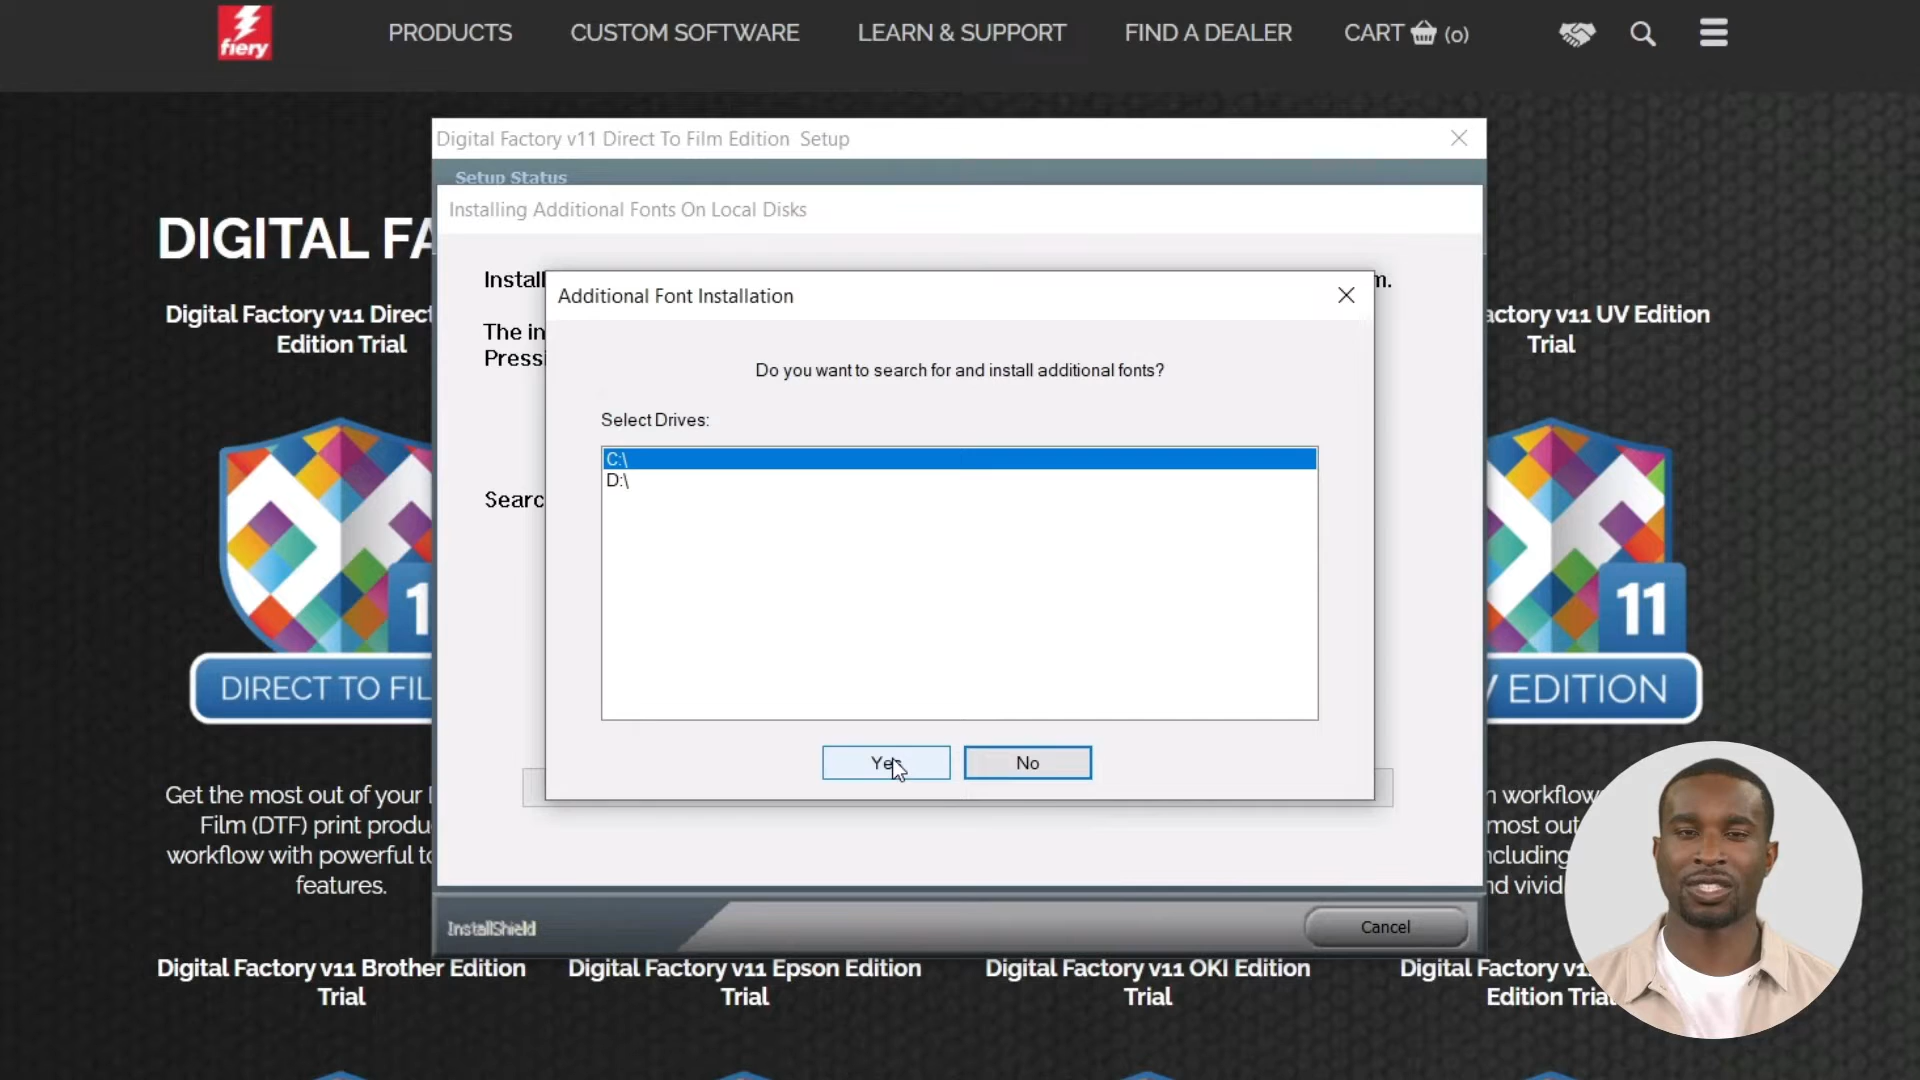 fiery
PRODUCTS
CUSTOM SOFTWARE
LEARN & SUPPORT
FIND A DEALER
CART (0)
Digital Factory v11 Direct To Film Edition Setup
Setup Status
Installing Additional Fonts On Local Disks
DIGITAL FA
Install
m.
Additional Font Installation
Digital Factory v11 Direct
Edition Trial
The in
Pressi
actory v11 UV Edition
Trial
Do you want to search for and install additional fonts?
Select Drives:
C:\
D:\
Searc
1
11
DIRECT TO FIL
EDITION
Yes
No
Get the most out of your
Film (DTF) print produ
workflow with powerful to
features.
n workflow
most out
ncluding
nd vivid
InstallShield
Cancel
Digital Factory v11 Brother Edition
Trial
Digital Factory v11 Epson Edition
Trial
Digital Factory v11 OKI Edition
Trial
Digital Factory v1
Edition Trial